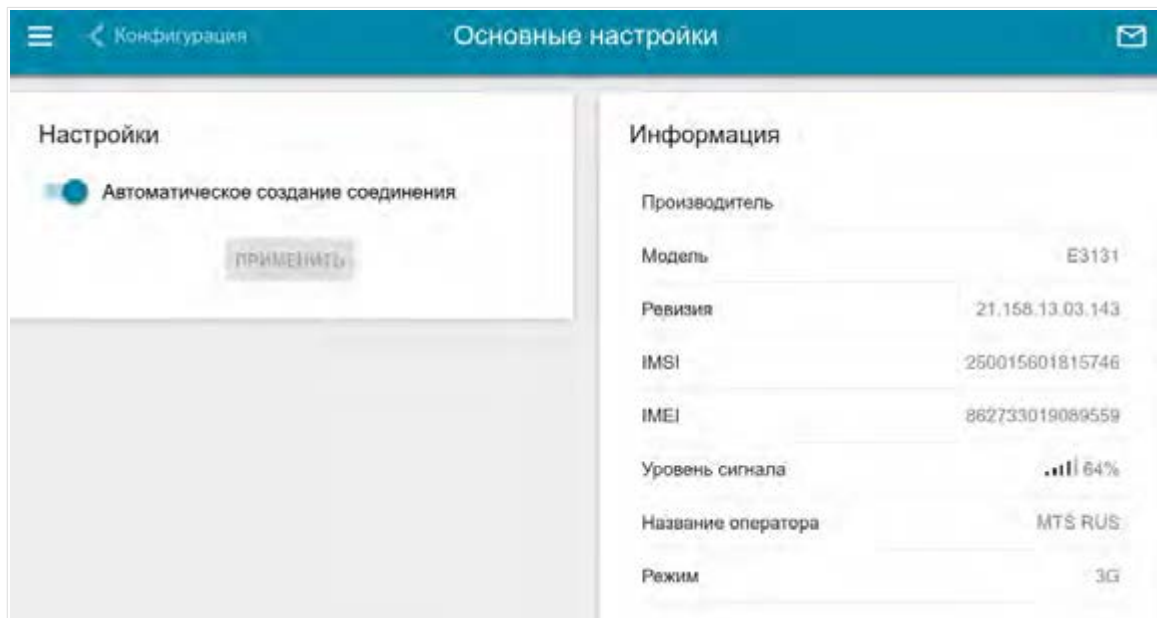 Конфигурация
Основные настройки
Настройки
Автоматическое создание соединения
ПРИМЕНИТЬ
Информация
Производитель
Модель E3131
Ревизия 21.158.13.03.143
IMSI 250015601815746
IMEI 862733019089559
Уровень сигнала 64%
Название оператора MTS RUS
Режим 3G